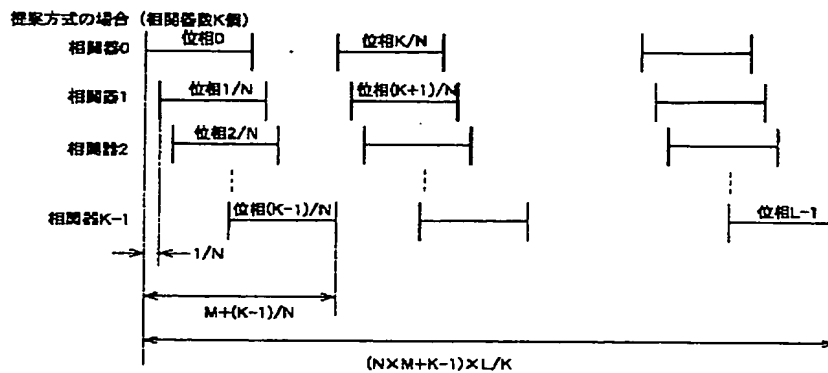 提案方式の場合(相関器数K個)
相関器0
位相0
位相K/N
相関器1
位相1/N
位相(K+1)/N
相関器2
位相2/N
相関器K-1
位相(K-1)/N
位相L-1
1/N
M+(K-1)/N
(N×M+K-1)×L/K